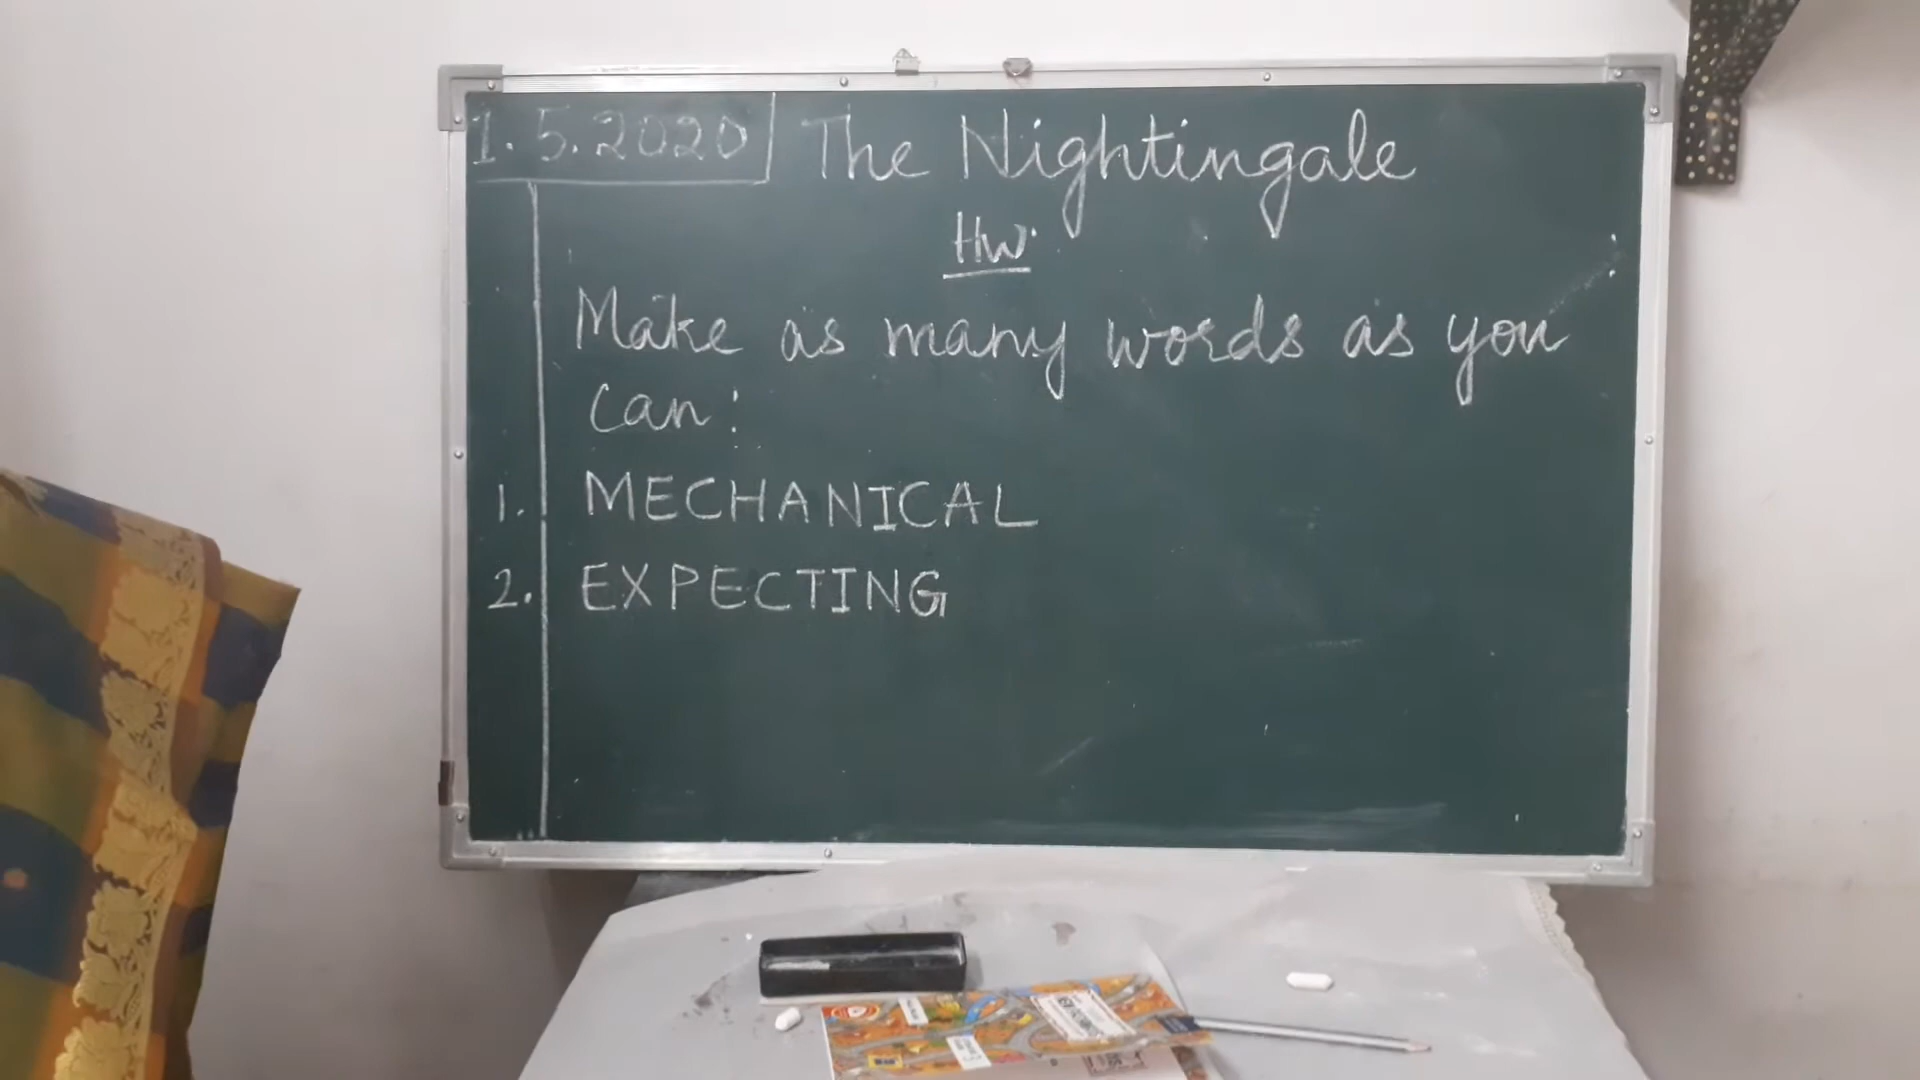 1.5.2020 The Nightingale
HW.
Make as many words as you
can:
1. MECHANICAL
2. EXPECTING